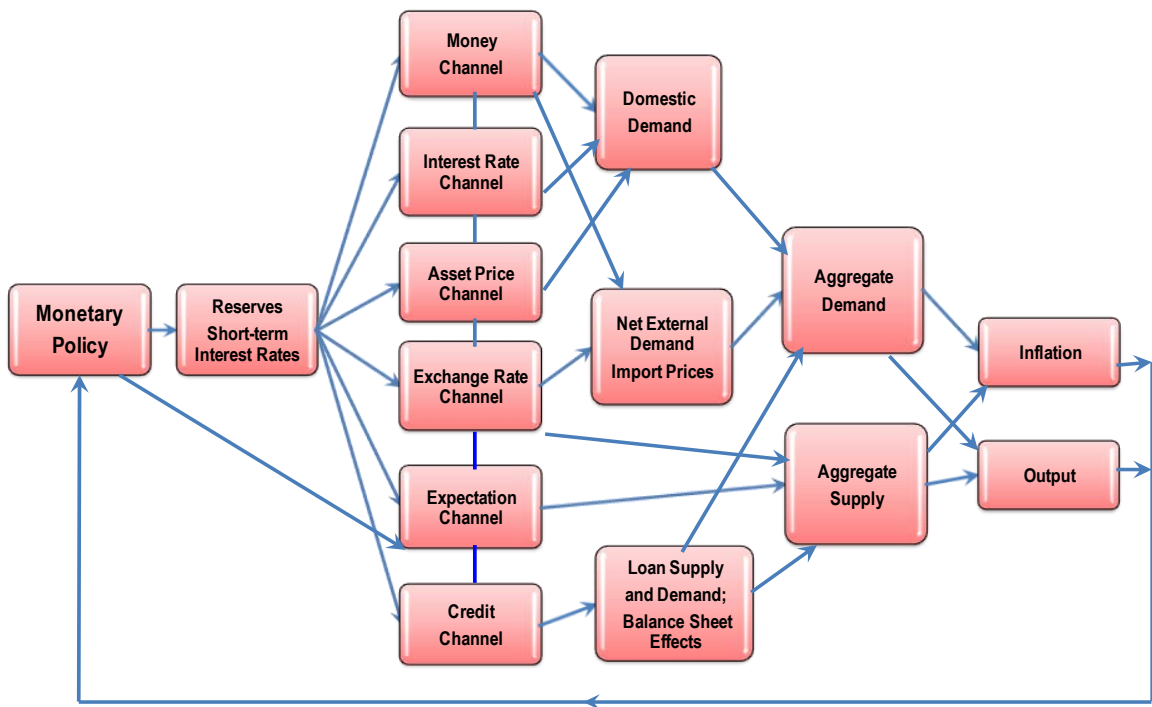 Monetary
Policy
Reserves
Short-term
Interest Rates
Money
Channel
Interest Rate
Channel
Asset Price
Channel
Exchange Rate
Channel
Expectation
Channel
Credit
Channel
Domestic
Demand
Net External
Demand
Import Prices
Loan Supply
and Demand;
Balance Sheet
Effects
Aggregate
Demand
Aggregate
Supply
Inflation
Output